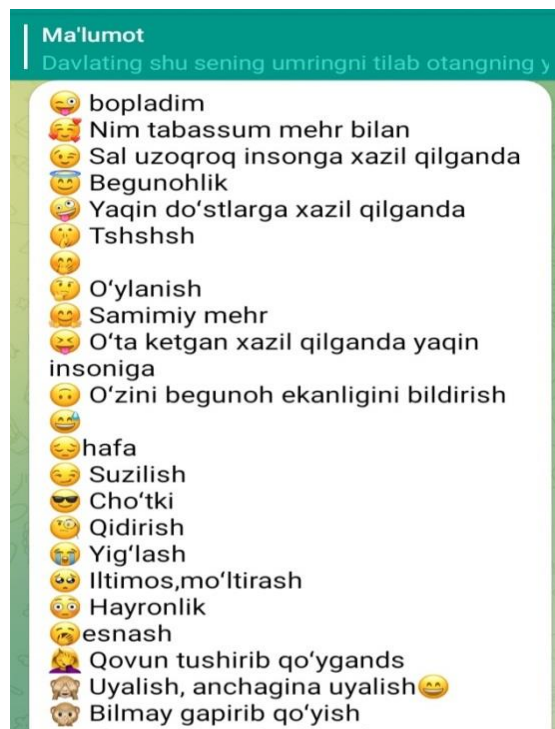 Ma'lumot
Davlating shu sening umringni tilab otangning y
😜 bopladim
🥰 Nim tabassum mehr bilan
😉 Sal uzoqroq insonga xazil qilganda
😇 Begunohlik
🤪 Yaqin do‘stlarga xazil qilganda
🤫 Tshshsh
🤭
🤔 O‘ylanish
🤗 Samimiy mehr
😝 O‘ta ketgan xazil qilganda yaqin
insoniga
🙃 O‘zini begunoh ekanligini bildirish
😅
😔hafa
😏 Suzilish
😎 Cho‘tki
🧐 Qidirish
😭 Yig‘lash
🥺 Iltimos,mo‘ltirash
😳 Hayronlik
🥱esnash
🤦‍♀️ Qovun tushirib qo‘ygands
🙈 Uyalish, anchagina uyalish😄
🙊 Bilmay gapirib qo‘yish